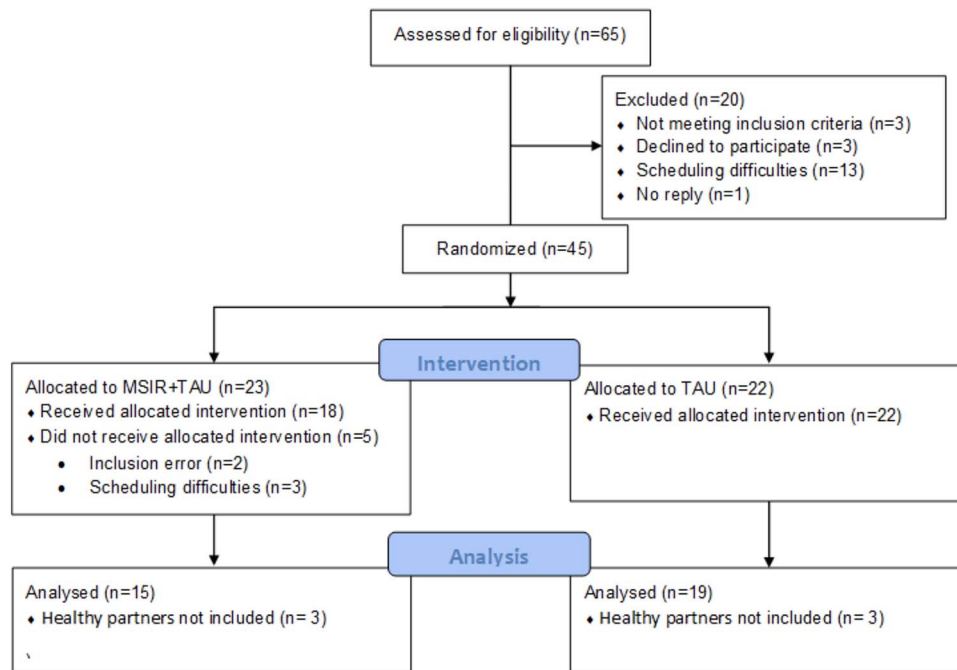 Assessed for eligibility (n=65)
Excluded (n=20)
♦ Not meeting inclusion criteria (n=3)
♦ Declined to participate (n=3)
♦ Scheduling difficulties (n=13)
♦ No reply (n=1)
Randomized (n=45)
Intervention
Allocated to MSIR+TAU (n=23)
♦ Received allocated intervention (n=18)
♦ Did not receive allocated intervention (n=5)
• Inclusion error (n=2)
• Scheduling difficulties (n=3)
Allocated to TAU (n=22)
♦ Received allocated intervention (n=22)
Analysis
Analysed (n=15)
♦ Healthy partners not included (n= 3)
Analysed (n=19)
♦ Healthy partners not included (n= 3)